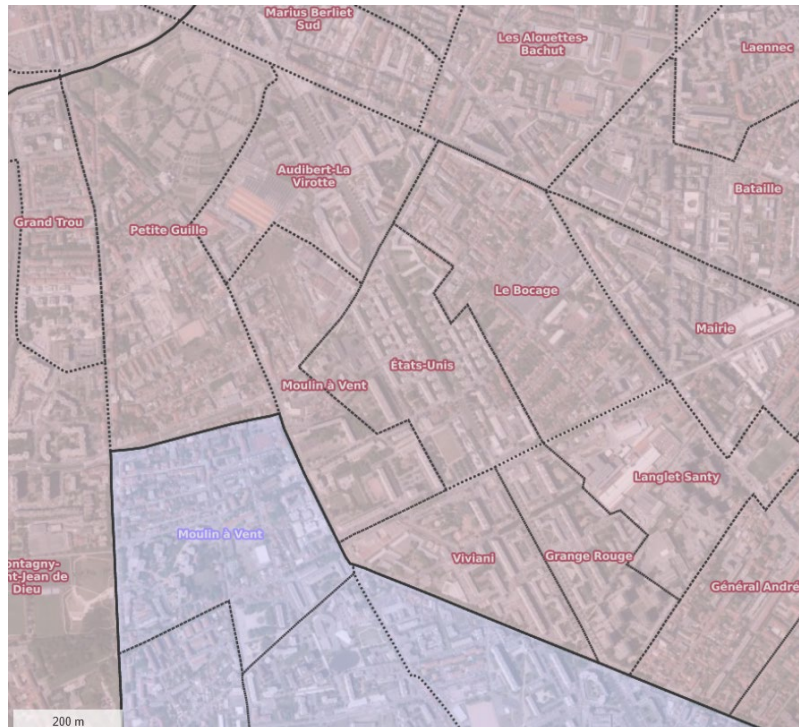 Marius Berliet
Sud
Les Alouettes-
Bachut
Laennec
Audibert-La
Virotte
Bataille
Grand Trou
Petite Guille
Le Bocage
Mairie
États-Unis
Moulin à Vent
Langlet Santy
Moulin à Vent
Viviani
Grange Rouge
ontagny-
nt-Jean de
Dieu
Général André
200 m